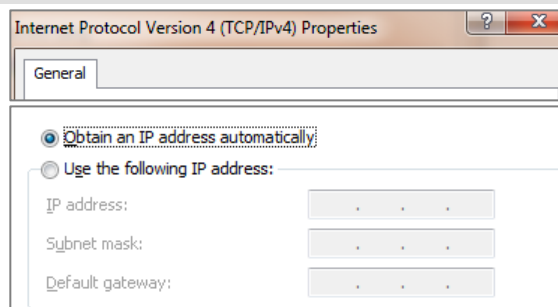 Internet Protocol Version 4 (TCP/IPv4) Properties
General
Obtain an IP address automatically
Use the following IP address:
IP address:
Subnet mask:
Default gateway: